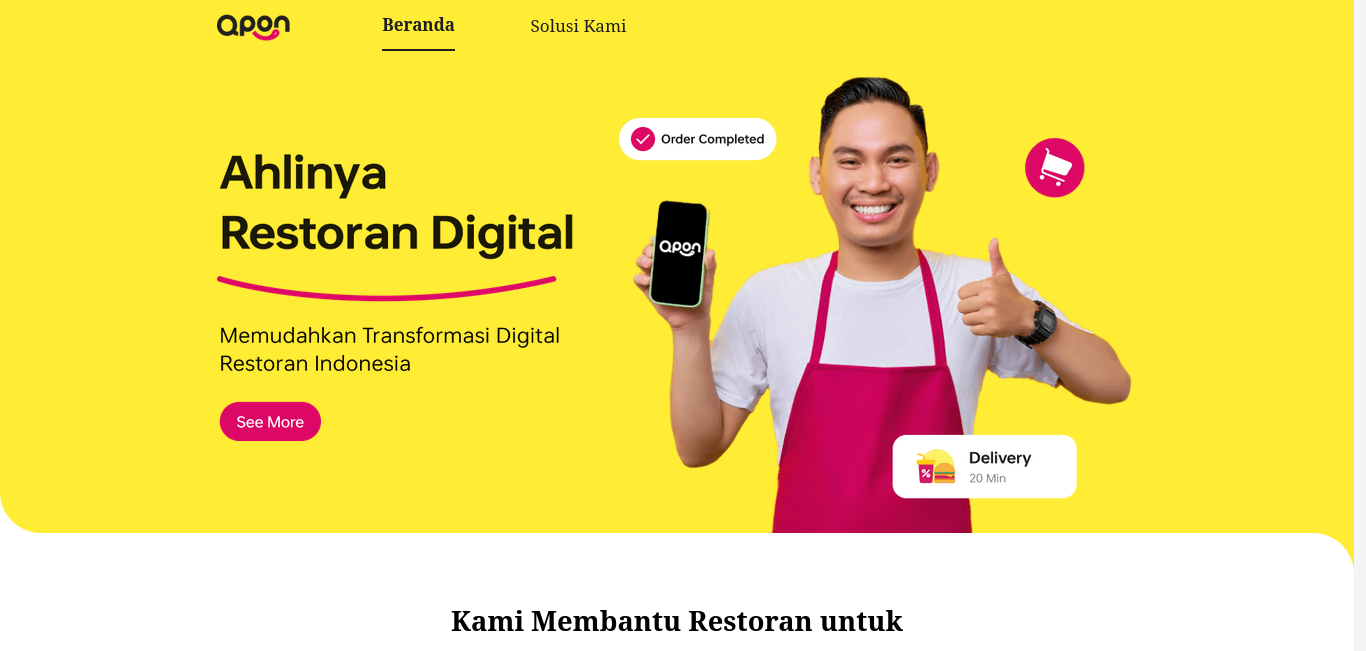 apon
Beranda
Solusi Kami
Order Completed
Ahlinya
Restoran Digital
apon
Memudahkan Transformasi Digital
Restoran Indonesia
See More
%
Delivery
20 Min
Kami Membantu Restoran untuk